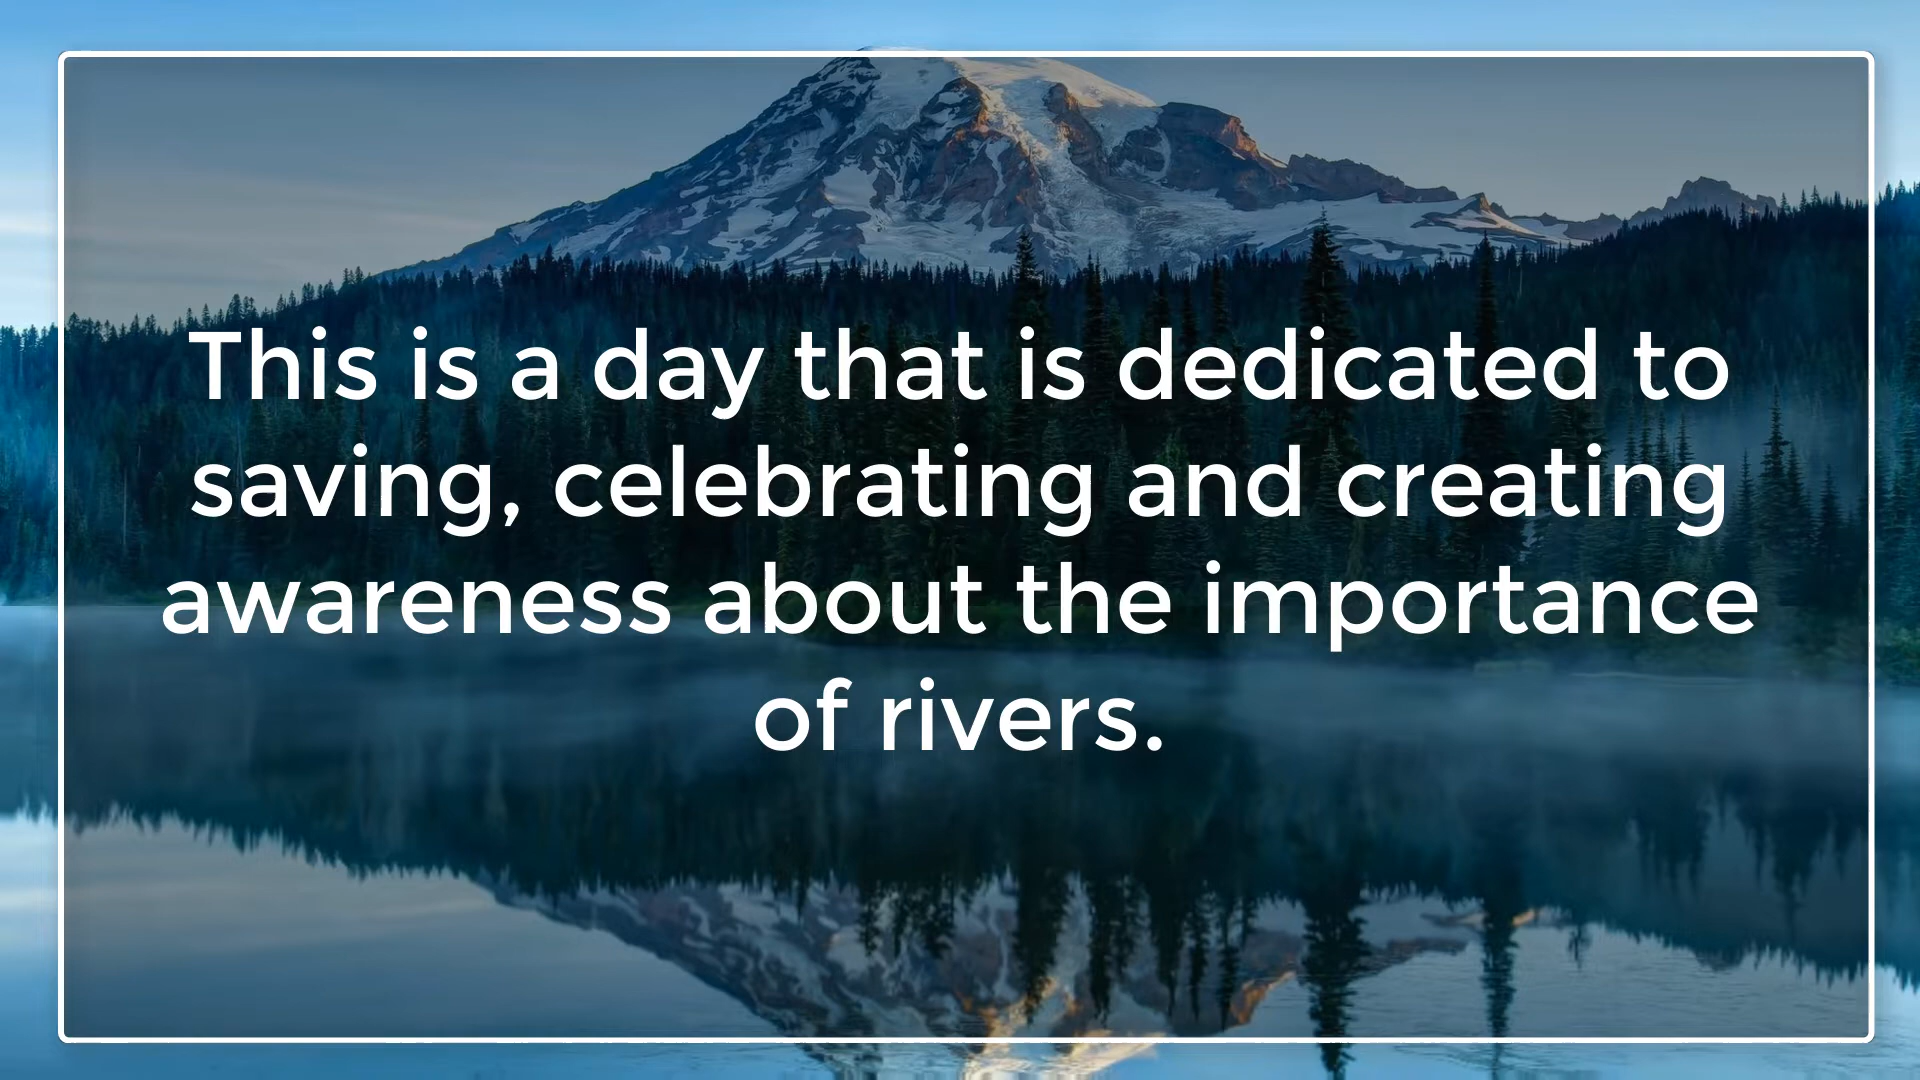 This is a day that is dedicated to
saving, celebrating and creating
awareness about the importance
of rivers.